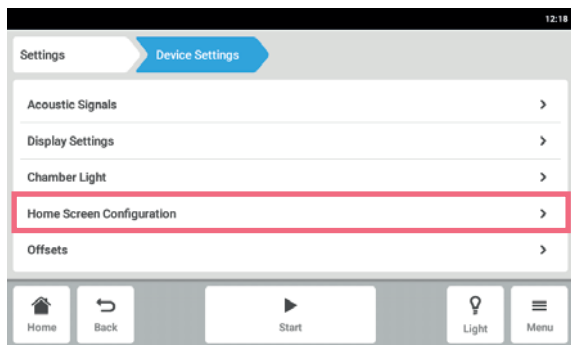 12:18
Settings Device Settings
Acoustic Signals
Display Settings
Chamber Light
Home Screen Configuration
Offsets
Home Back Start Light Menu